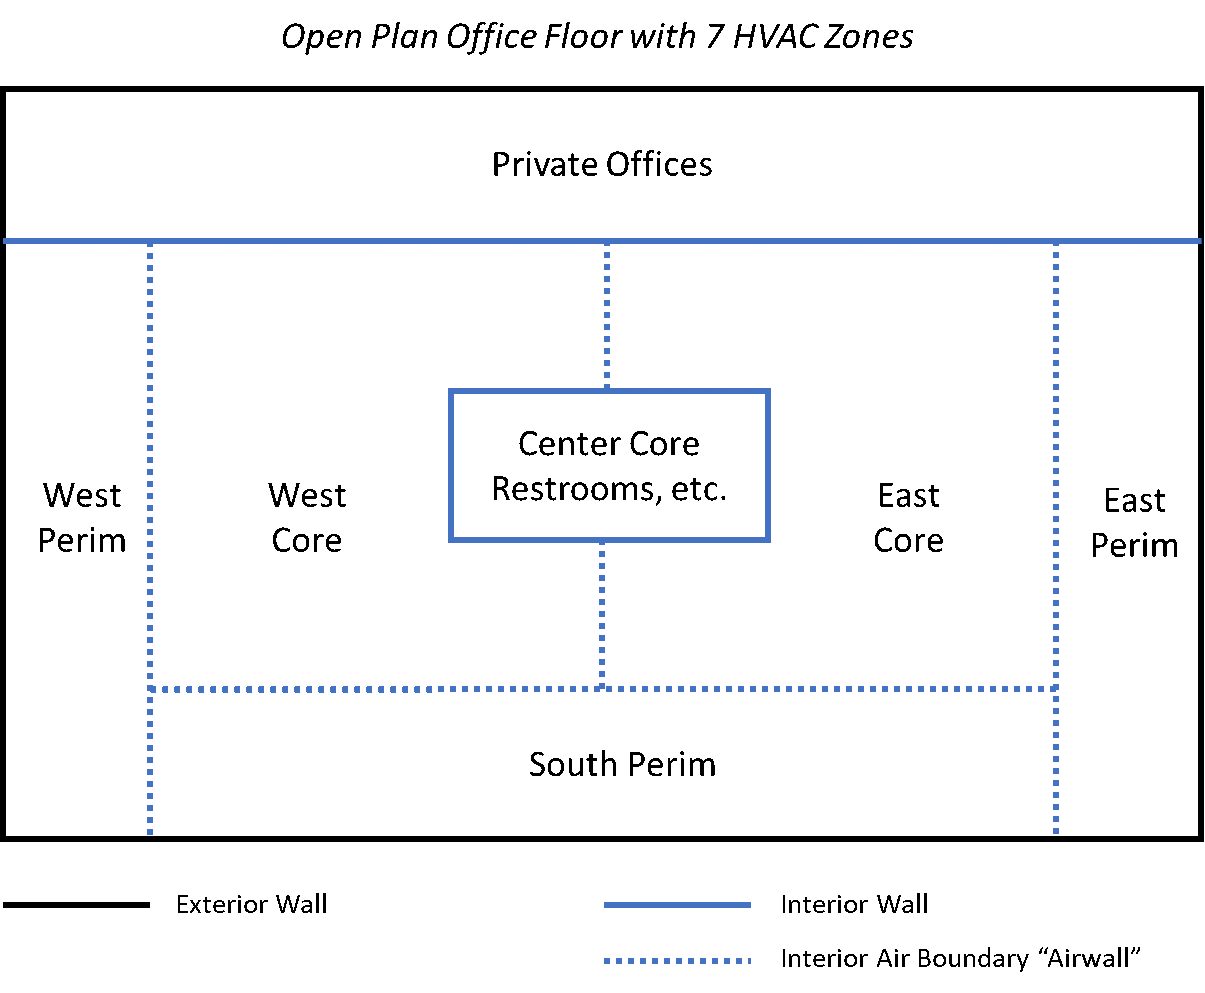 Open Plan Office Floor with 7 HVAC Zones
Private Offices
Center Core
Restrooms, etc.
West
Perim
West
Core
East
Core
East
Perim
South Perim
Exterior Wall
Interior Wall
Interior Air Boundary “Airwall”